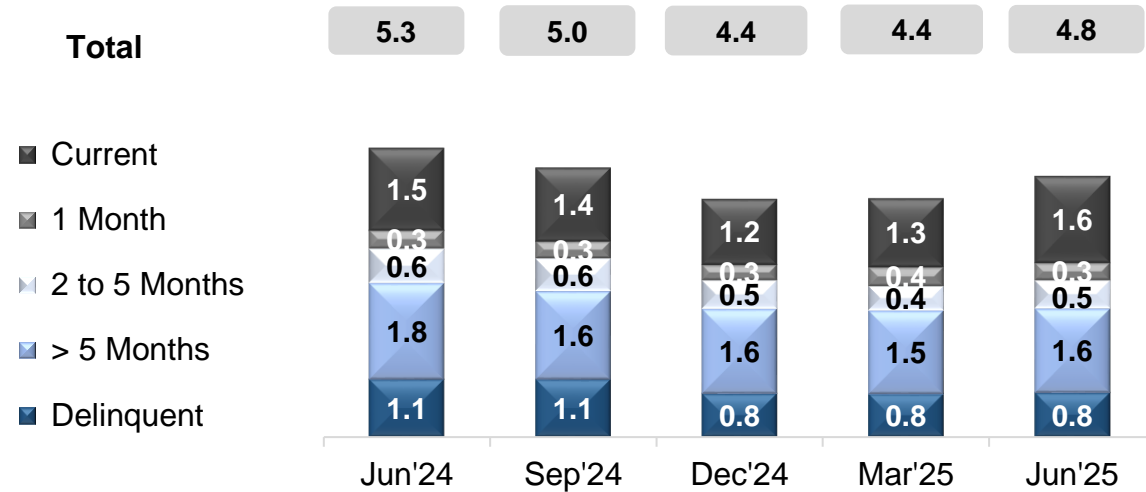 Total 5.3 5.0 4.4 4.4 4.8
Current 1.5 1.4 1.2 1.3 1.6
1 Month 0.3 0.3 0.3 0.4 0.3
2 to 5 Months 0.6 0.6 0.5 0.4 0.5
> 5 Months 1.8 1.6 1.6 1.5 1.6
Delinquent 1.1 1.1 0.8 0.8 0.8
Jun'24 Sep'24 Dec'24 Mar'25 Jun'25